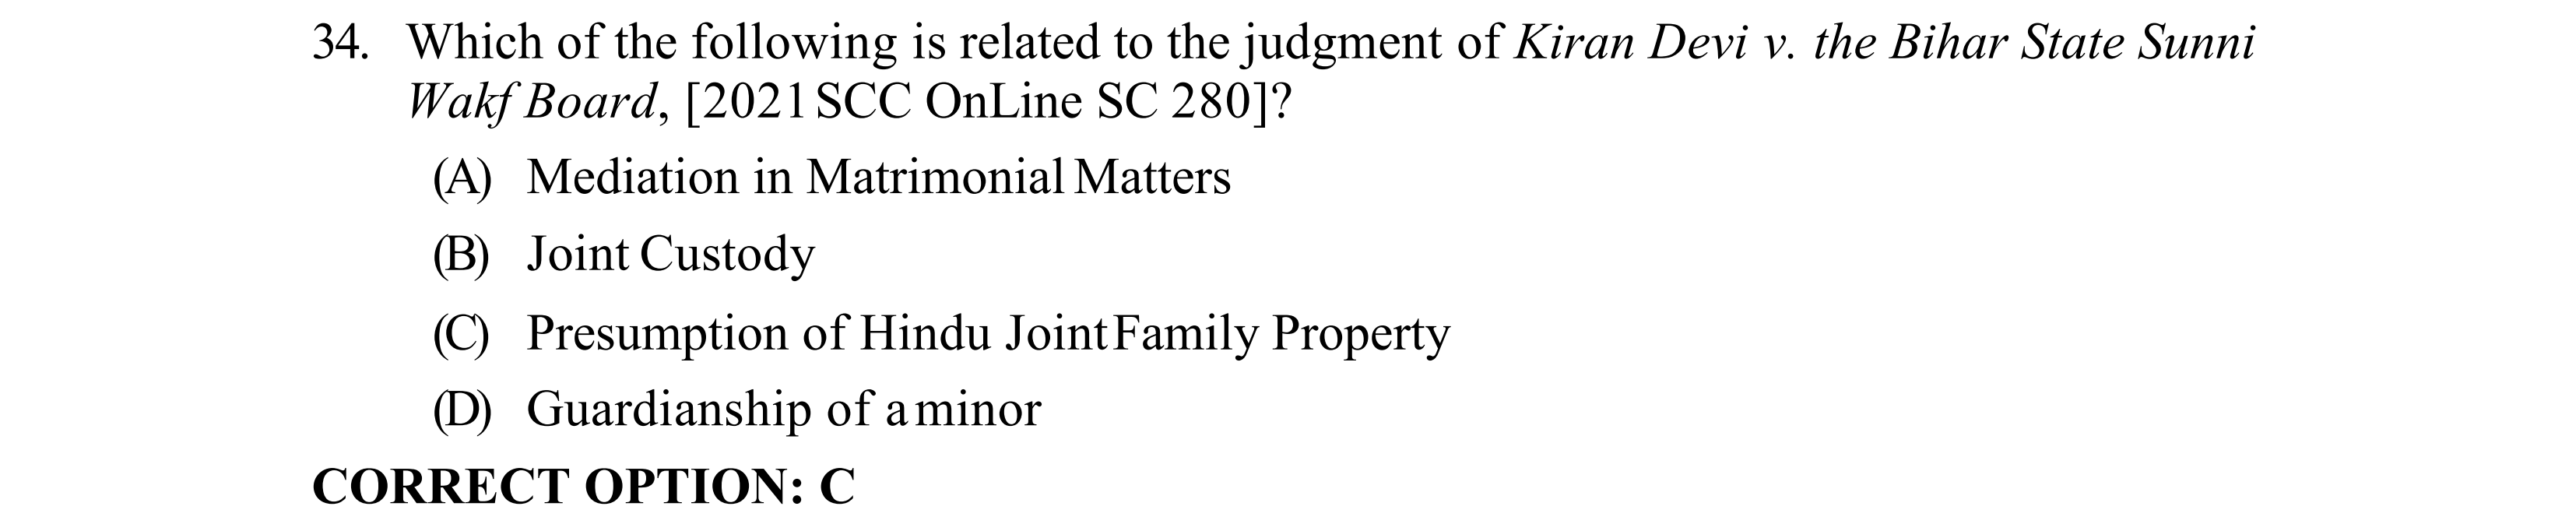 34. Which of the following is related to the judgment of Kiran Devi v. the Bihar State Sunni
Wakf Board, [2021 SCC OnLine SC 280]?
(A) Mediation in Matrimonial Matters
(B) Joint Custody
(C) Presumption of Hindu Joint Family Property
(D) Guardianship of a minor
CORRECT OPTION: C